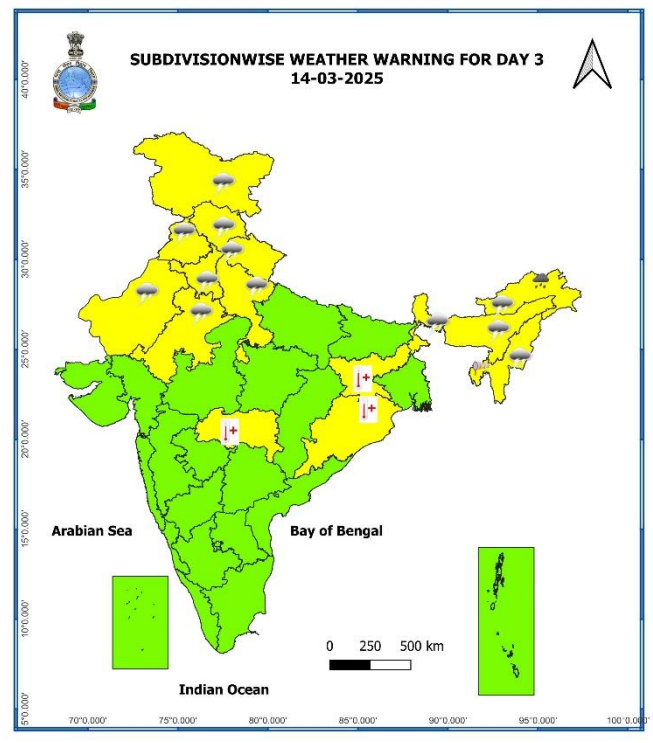 SUBDIVISIONWISE WEATHER WARNING FOR DAY 3
14-03-2025
40°0.000'
35°0.000'
30°0.000'
25°0.000'
20°0.000'
15°0.000'
10°0.000'
5°0.000'
Arabian Sea
Bay of Bengal
0 250 500 km
Indian Ocean
70°0.000' 75°0.000' 80°0.000' 85°0.000' 90°0.000' 95°0.000' 100°0.000'